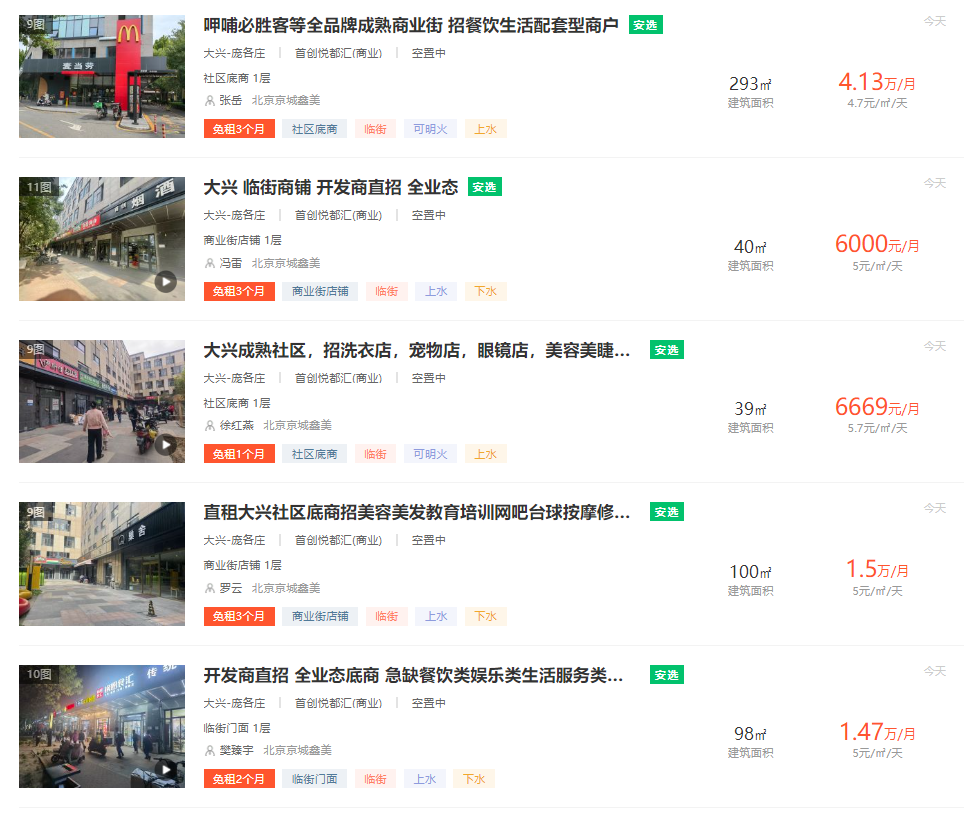 9图
麦当劳
呷哺必胜客等全品牌成熟商业街 招餐饮生活配套型商户 安选
今天
大兴-庞各庄 | 首创悦都汇(商业) | 空置中
社区底商 1层
293㎡
建筑面积
4.13万/月
4.7元/㎡/天
张岳 北京京城鑫美
免租3个月 社区底商 临街 可明火 上水
11图
烟酒
大兴 临街商铺 开发商直招 全业态 安选
今天
大兴-庞各庄 | 首创悦都汇(商业) | 空置中
商业街店铺 1层
40㎡
建筑面积
6000元/月
5元/㎡/天
冯雷 北京京城鑫美
免租3个月 商业街店铺 临街 上水 下水
9图
大兴成熟社区，招洗衣店，宠物店，眼镜店，美容美睫... 安选
今天
大兴-庞各庄 | 首创悦都汇(商业) | 空置中
社区底商 1层
39㎡
建筑面积
6669元/月
5.7元/㎡/天
徐红燕 北京京城鑫美
免租1个月 社区底商 临街 可明火 上水
9图
巢舍
直租大兴社区底商招美容美发教育培训网吧台球按摩修... 安选
今天
大兴-庞各庄 | 首创悦都汇(商业) | 空置中
商业街店铺 1层
100㎡
建筑面积
1.5万/月
5元/㎡/天
罗云 北京京城鑫美
免租3个月 商业街店铺 临街 上水 下水
10图
开发商直招 全业态底商 急缺餐饮类娱乐类生活服务类... 安选
今天
大兴-庞各庄 | 首创悦都汇(商业) | 空置中
临街门面 1层
98㎡
建筑面积
1.47万/月
5元/㎡/天
樊臻宇 北京京城鑫美
免租2个月 临街门面 临街 上水 下水